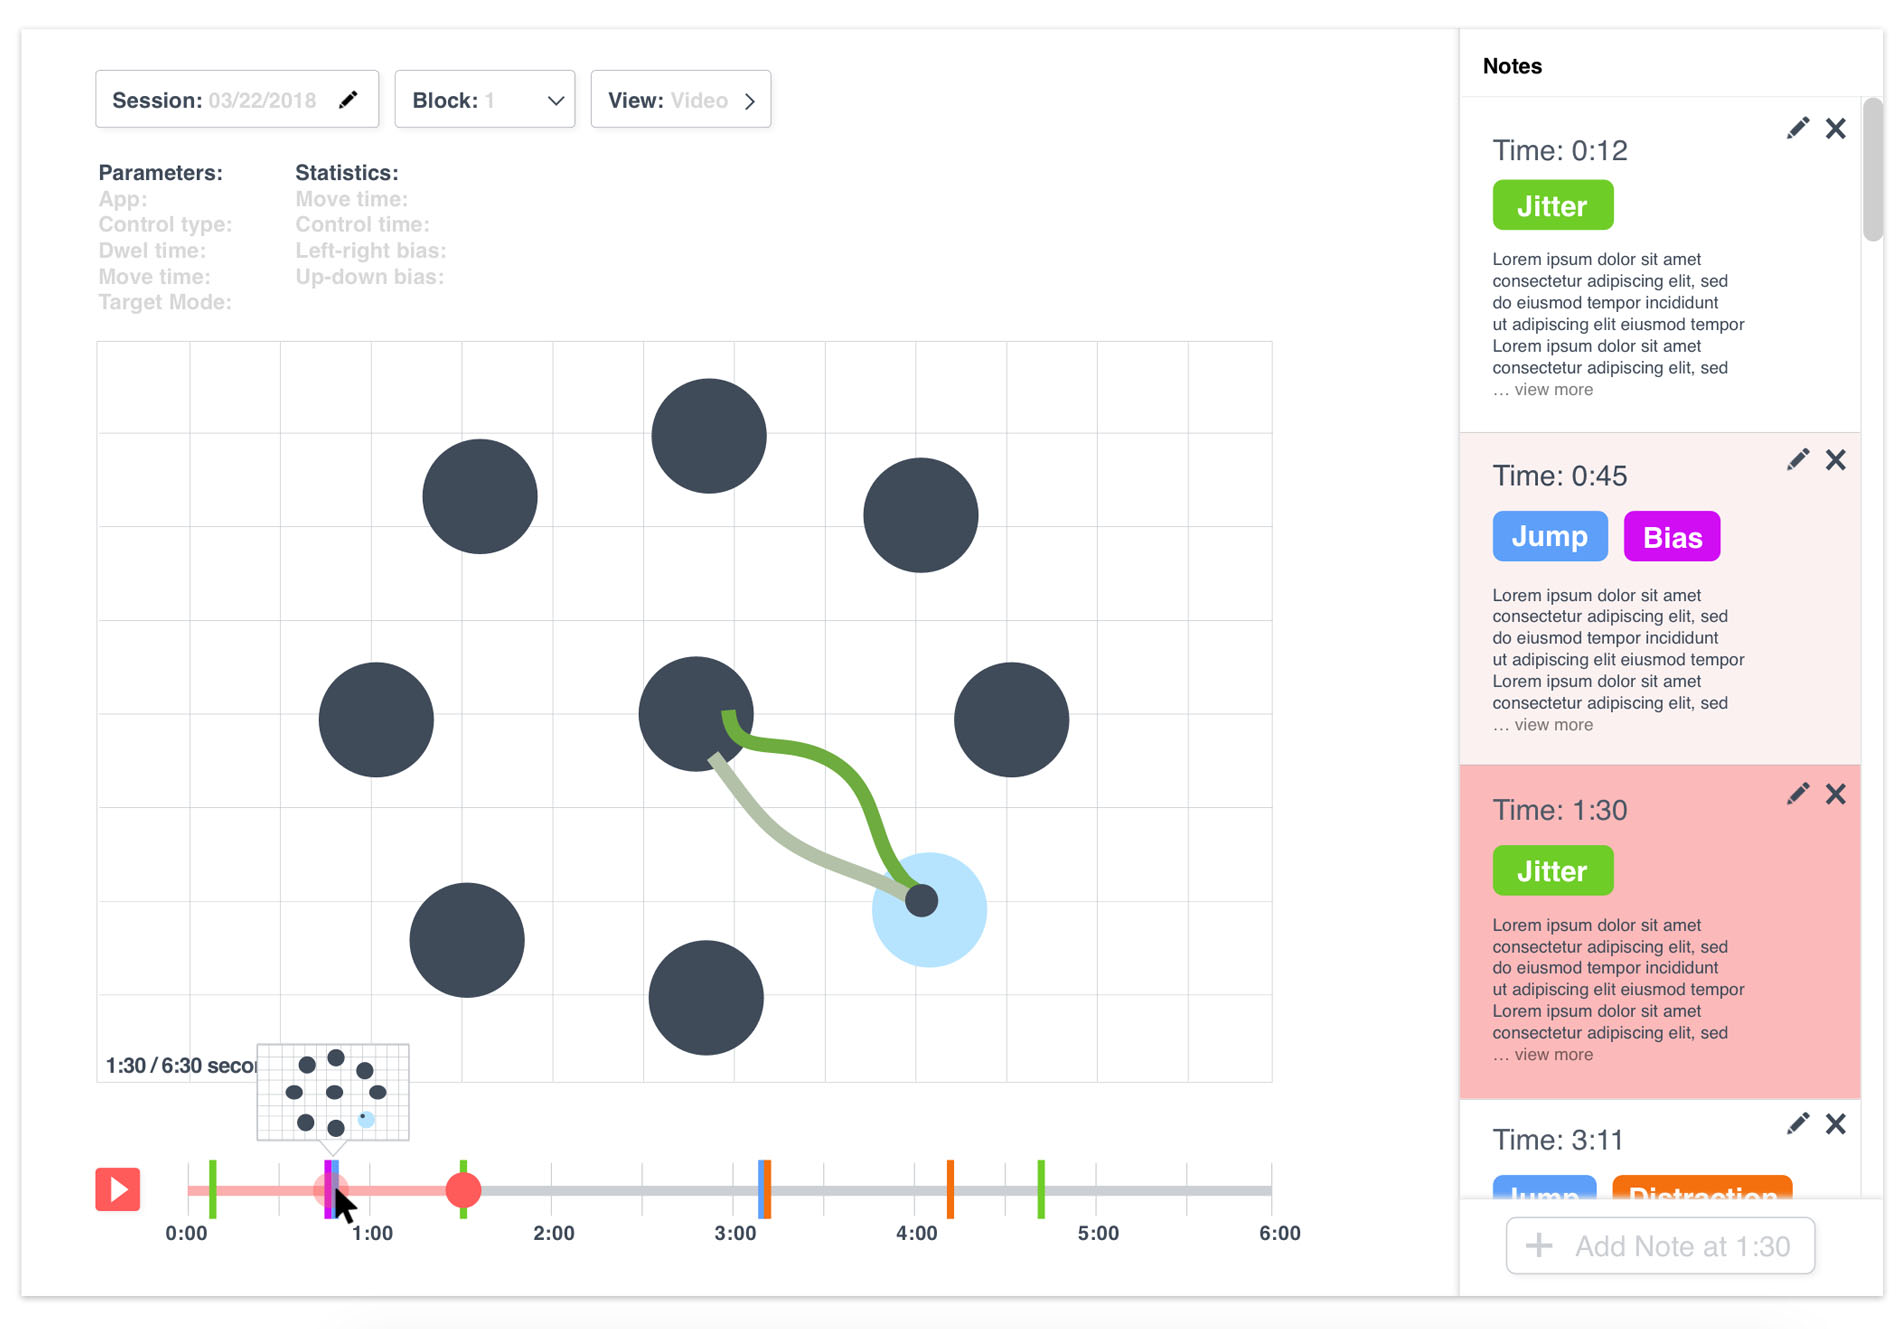 Session: 03/22/2018
Block: 1
View: Video
Parameters:
App:
Control type:
Dwel time:
Move time:
Target Mode:
Statistics:
Move time:
Control time:
Left-right bias:
Up-down bias:
1:30 / 6:30 secon
0:00 1:00 2:00 3:00 4:00 5:00 6:00
Notes
Time: 0:12
Jitter
Lorem ipsum dolor sit amet
consectetur adipiscing elit, sed
do eiusmod tempor incididunt
ut adipiscing elit eiusmod tempor
Lorem ipsum dolor sit amet
consectetur adipiscing elit, sed
... view more
Time: 0:45
Jump Bias
Lorem ipsum dolor sit amet
consectetur adipiscing elit, sed
do eiusmod tempor incididunt
ut adipiscing elit eiusmod tempor
Lorem ipsum dolor sit amet
consectetur adipiscing elit, sed
... view more
Time: 1:30
Jitter
Lorem ipsum dolor sit amet
consectetur adipiscing elit, sed
do eiusmod tempor incididunt
ut adipiscing elit eiusmod tempor
Lorem ipsum dolor sit amet
consectetur adipiscing elit, sed
... view more
Time: 3:11
Jump Distraction
+ Add Note at 1:30